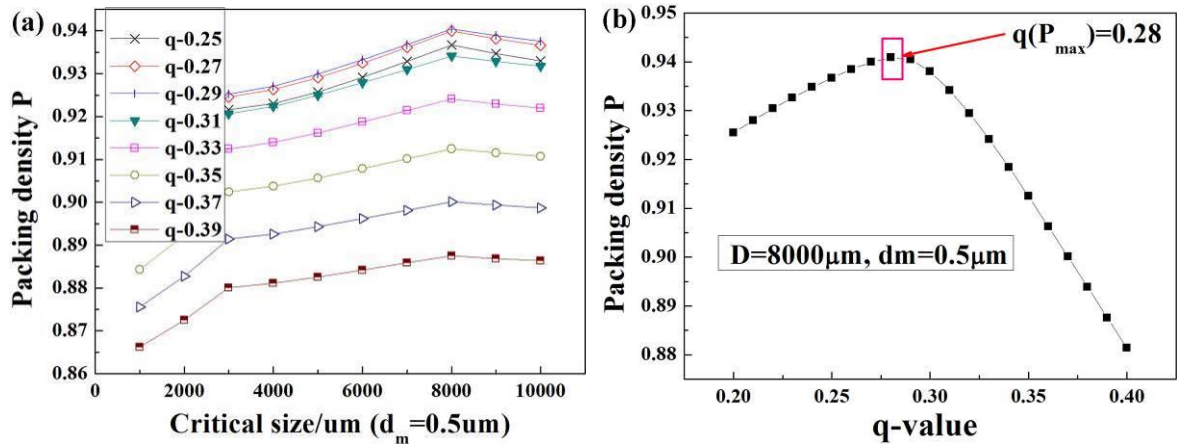 (a)
Packing density P
0.94
0.93
0.92
0.91
0.90
0.89
0.88
0.87
0.86
q-0.25
q-0.27
q-0.29
q-0.31
q-0.33
q-0.35
q-0.37
q-0.39
0
2000
4000
6000
8000
10000
Critical size/um (d_m=0.5um)
(b)
Packing density P
0.95
0.94
0.93
0.92
0.91
0.90
0.89
0.88
q(Pmax)=0.28
D=8000μm, dm=0.5μm
0.20
0.25
0.30
0.35
0.40
q-value